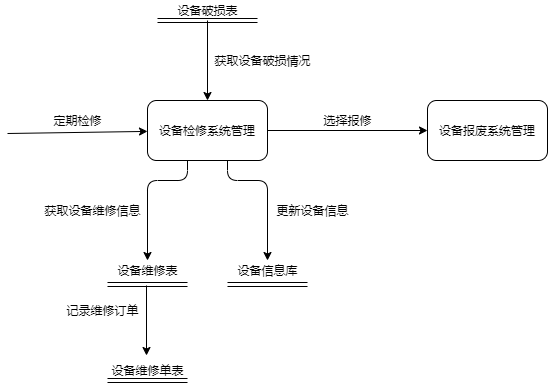 设备破损表
获取设备破损情况
定期检修
设备检修系统管理
选择报修
设备报废系统管理
获取设备维修信息
更新设备信息
设备维修表
设备信息库
记录维修订单
设备维修单表